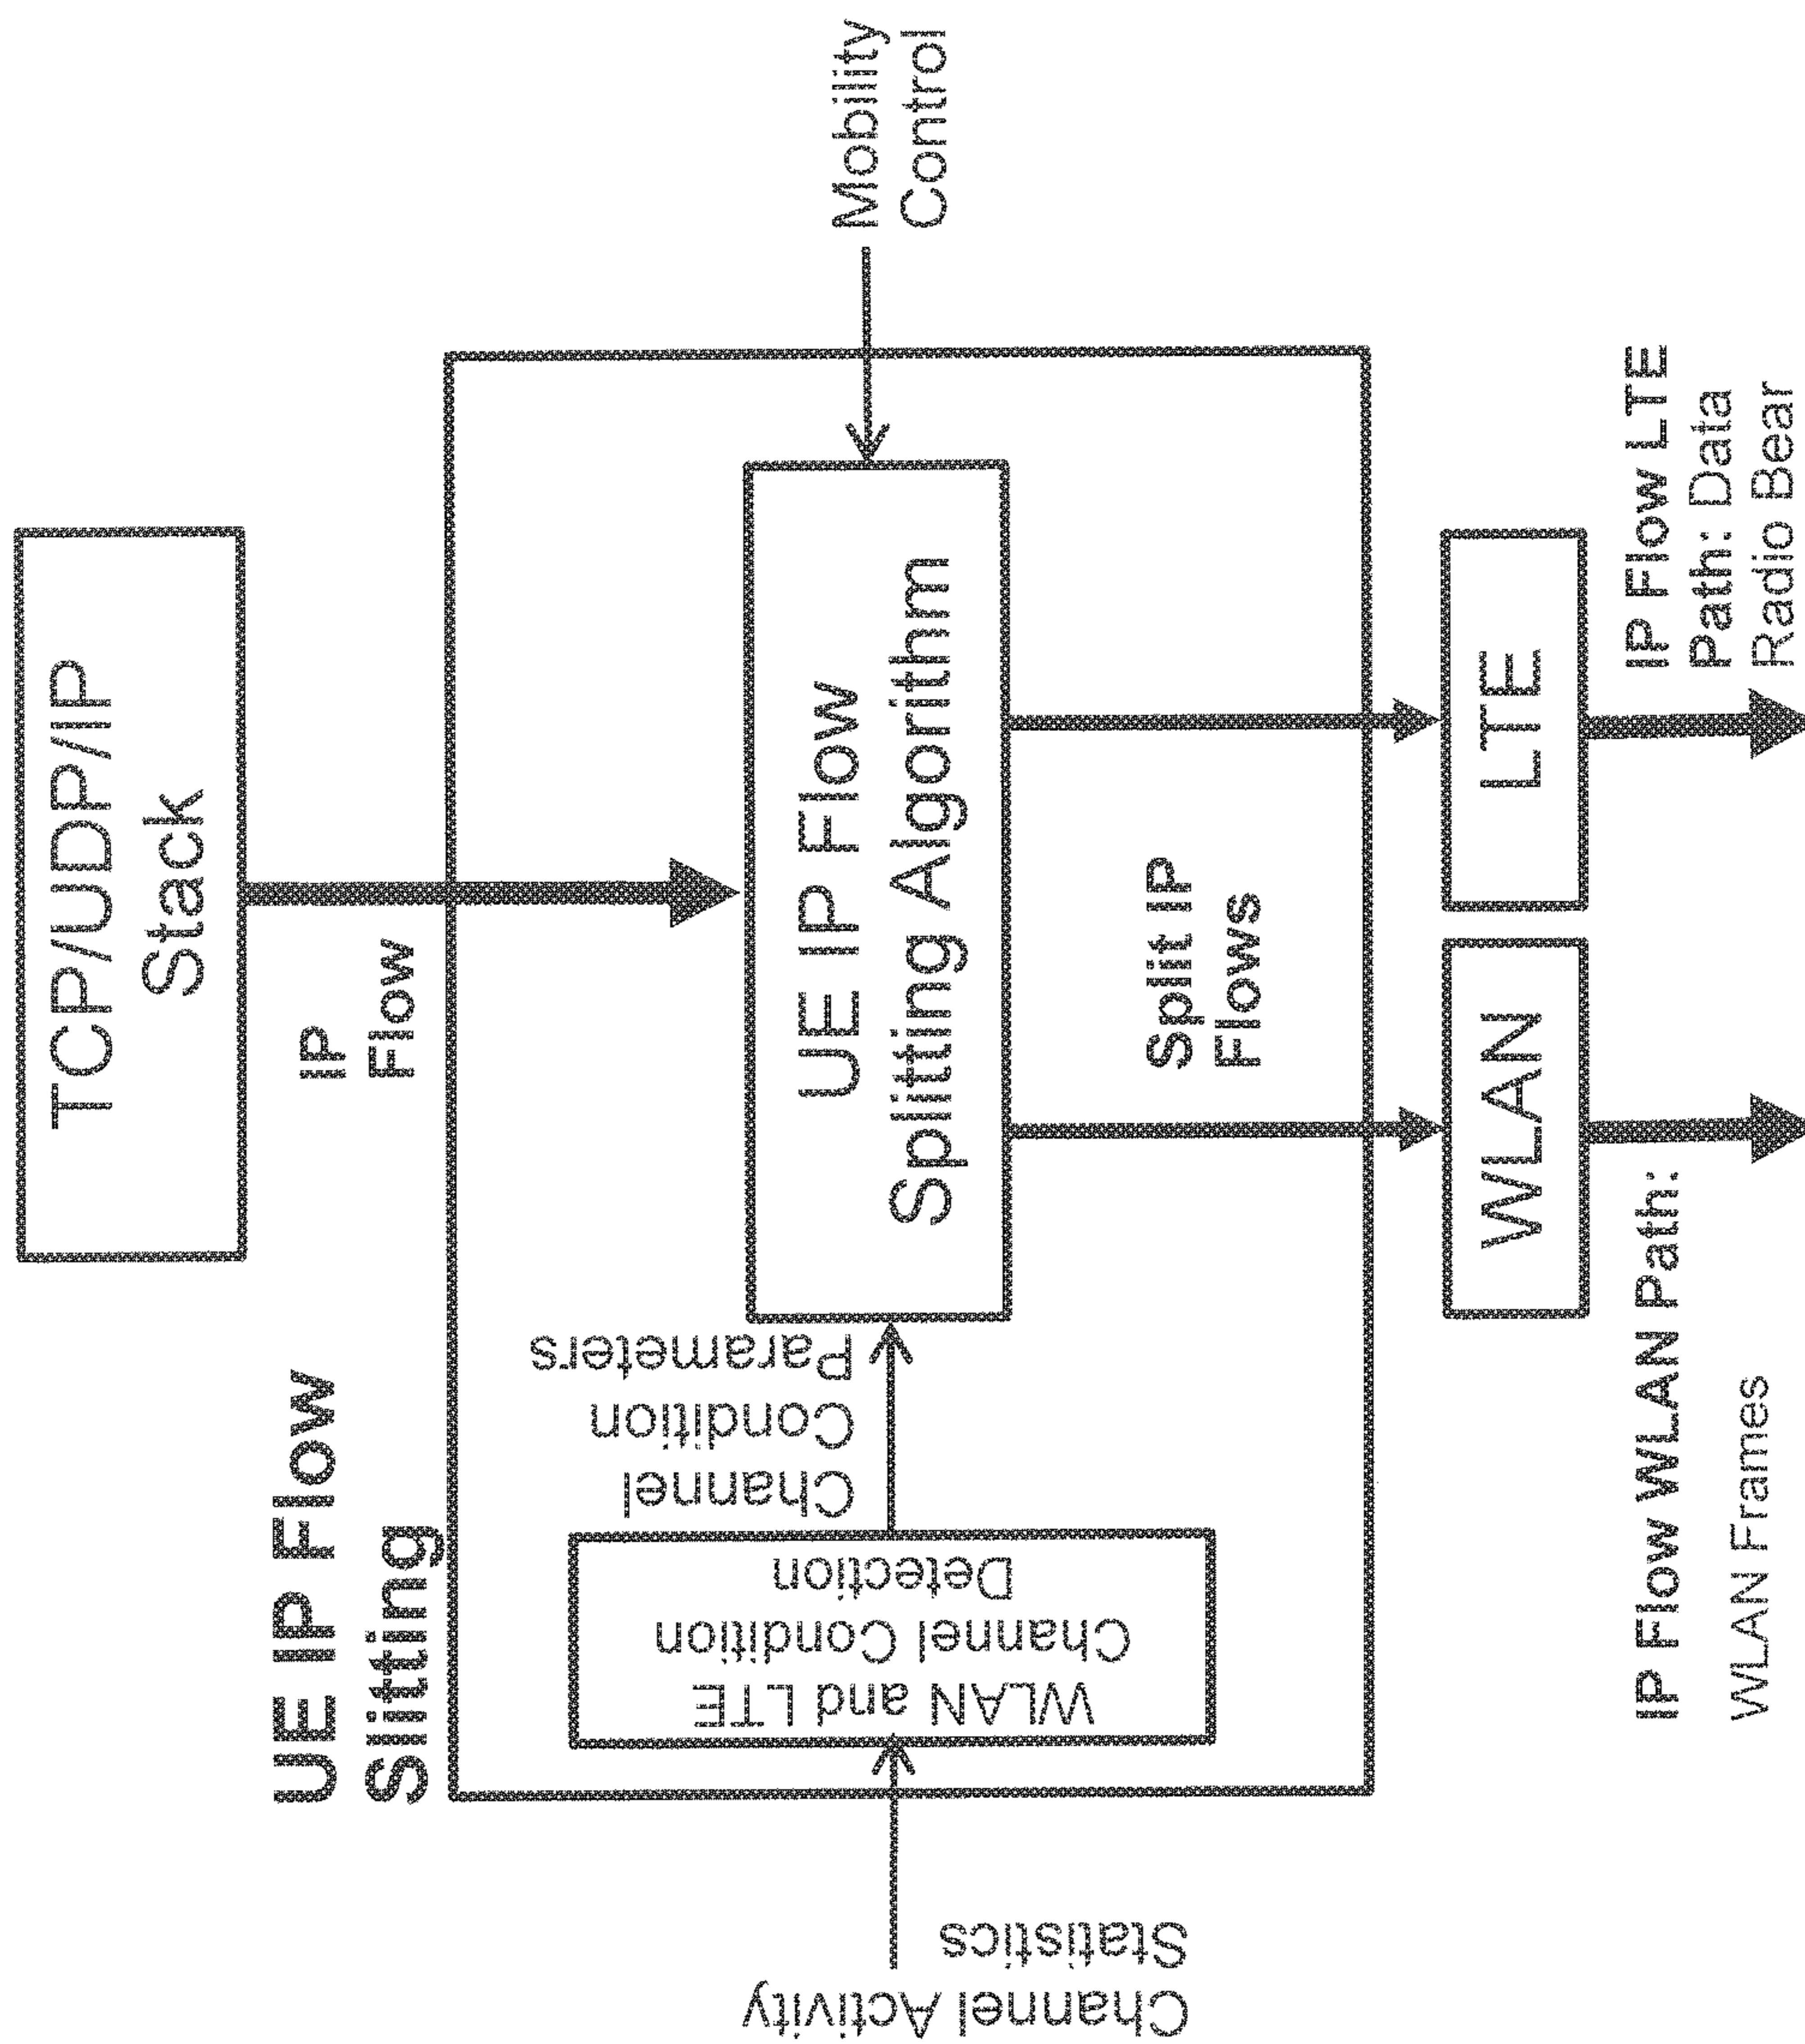 TCP/UDP/IP
Stack
UE IP Flow
Slitting
IP
Flow
Mobility
Control
UE IP Flow
Splitting Algorithm
Channel
Condition
Parameters
WLAN and LTE
Channel Condition
Detection
Channel Activity
Statistics
Split IP
Flows
WLAN
LTE
IP Flow WLAN Path:
WLAN Frames
IP Flow LTE
Path: Data
Radio Bear